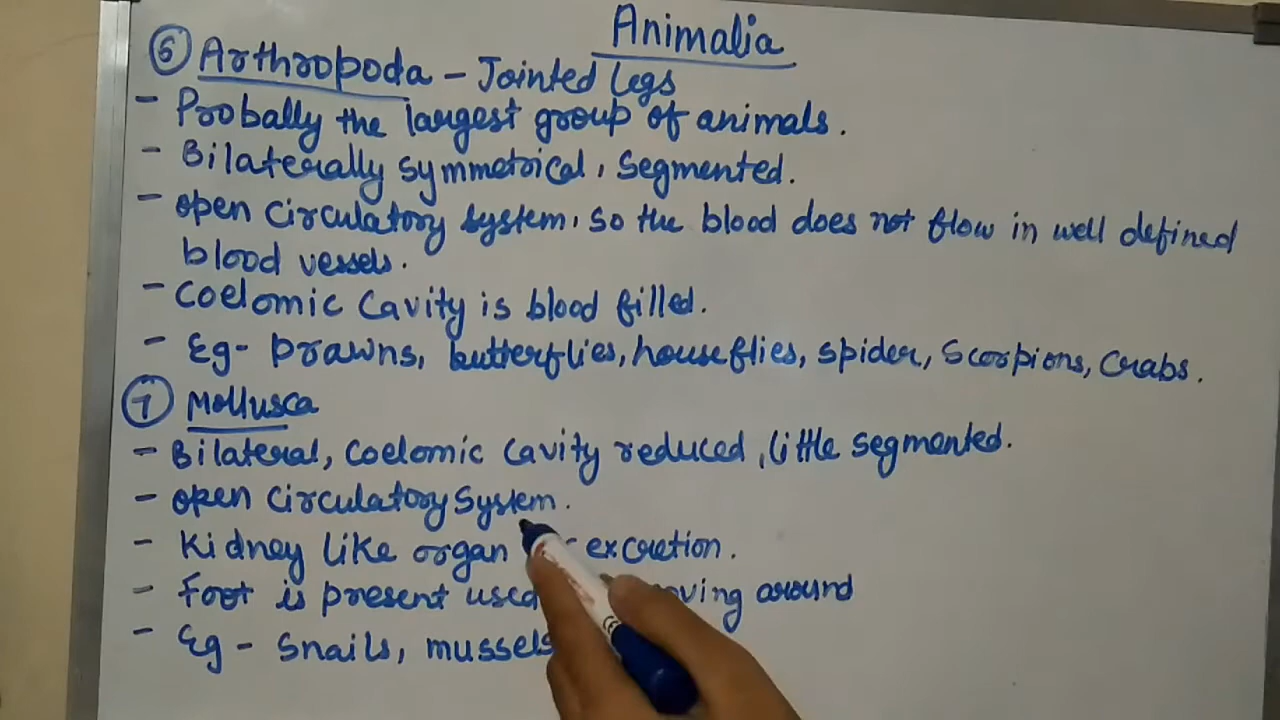 Animalia
6 Arthropoda - Jointed legs
- Probally the largest group of animals.
- Bilaterally symmetrical, segmented.
- open circulatory system, so the blood does not flow in well defined
blood vessels.
- Coelomic cavity is blood filled.
- Eg- Prawns, butterflies, houseflies, spider, Scorpions, Crabs.
7 Mollusca
- Bilateral, Coelomic cavity reduced, little segmented.
- open circulatory system.
- Kidney like organ excretion.
- Foot is present used around
- Eg - Snails, mussels